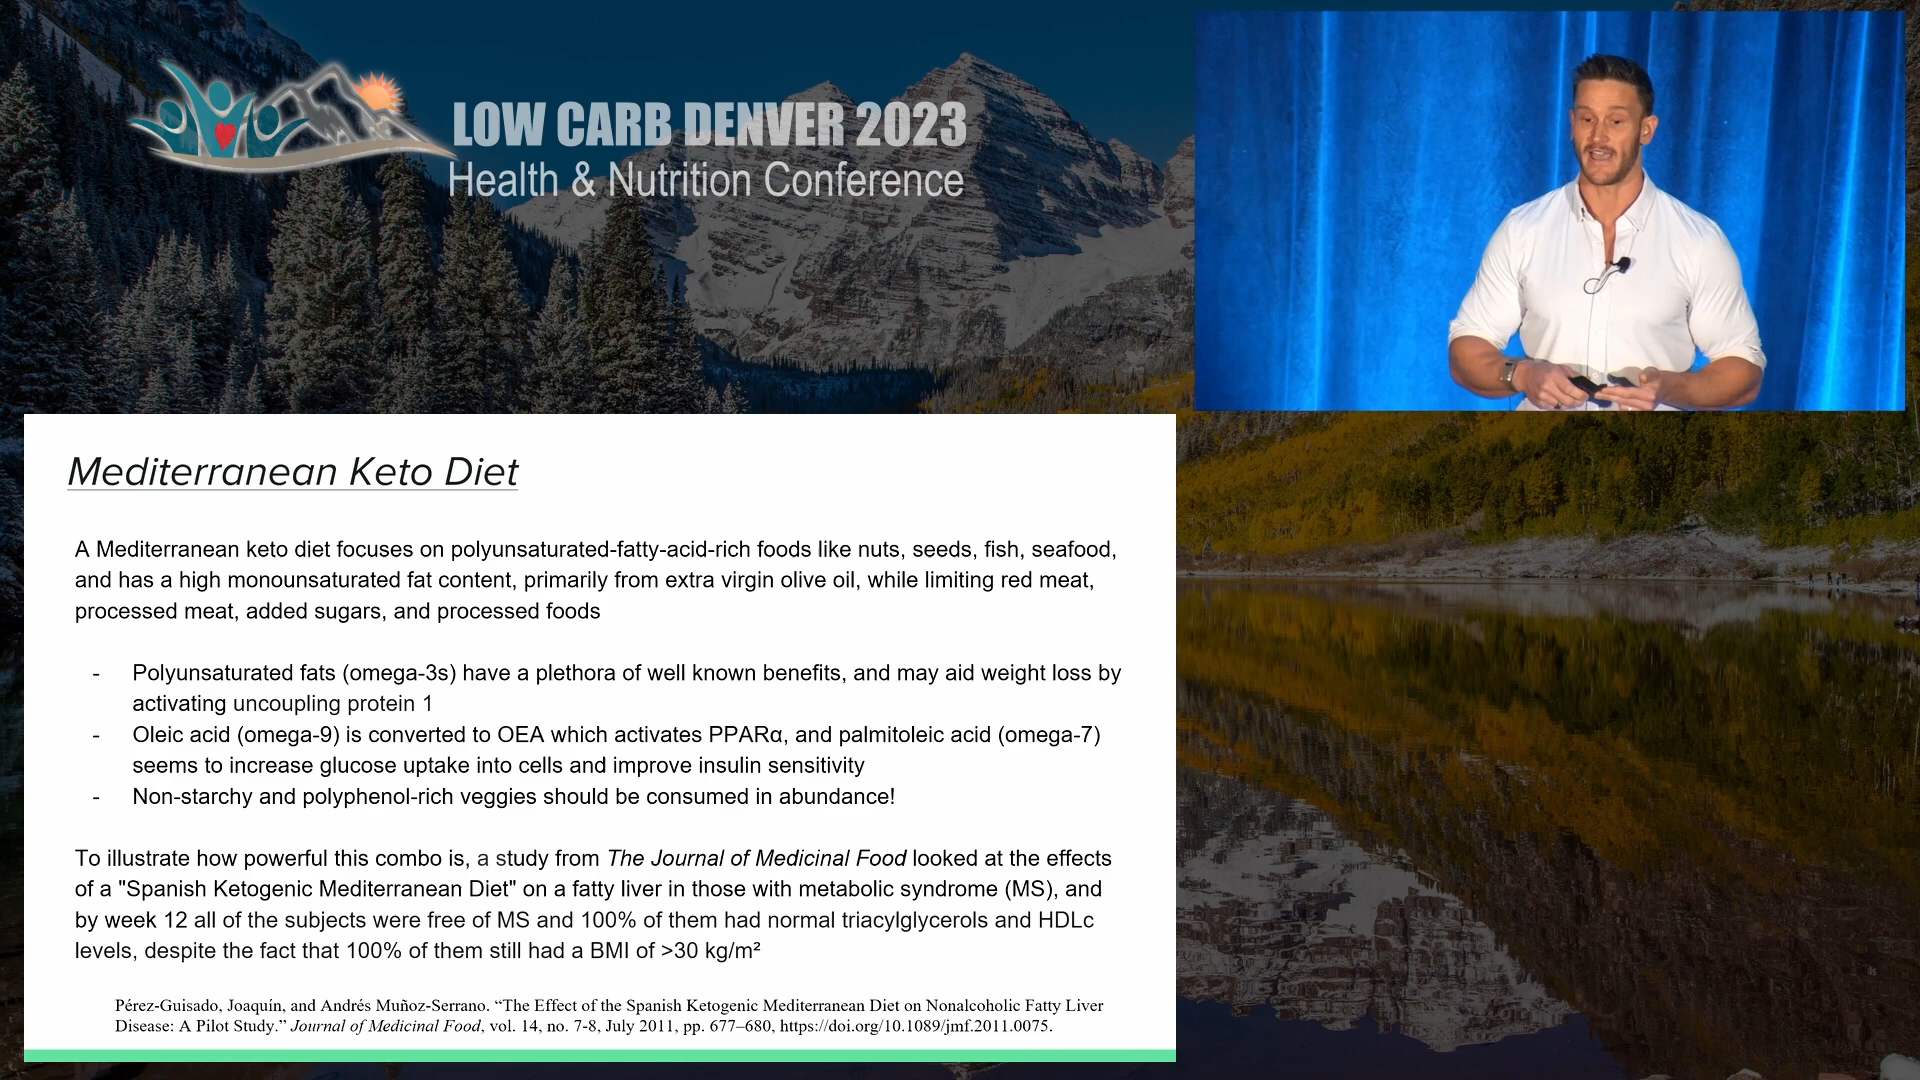 LOW CARB DENVER 2023
Health & Nutrition Conference
Mediterranean Keto Diet
A Mediterranean keto diet focuses on polyunsaturated-fatty-acid-rich foods like nuts, seeds, fish, seafood,
and has a high monounsaturated fat content, primarily from extra virgin olive oil, while limiting red meat,
processed meat, added sugars, and processed foods
- Polyunsaturated fats (omega-3s) have a plethora of well known benefits, and may aid weight loss by
activating uncoupling protein 1
- Oleic acid (omega-9) is converted to OEA which activates PPARα, and palmitoleic acid (omega-7)
seems to increase glucose uptake into cells and improve insulin sensitivity
- Non-starchy and polyphenol-rich veggies should be consumed in abundance!
To illustrate how powerful this combo is, a study from The Journal of Medicinal Food looked at the effects
of a "Spanish Ketogenic Mediterranean Diet" on a fatty liver in those with metabolic syndrome (MS), and
by week 12 all of the subjects were free of MS and 100% of them had normal triacylglycerols and HDLc
levels, despite the fact that 100% of them still had a BMI of >30 kg/m²
Pérez-Guisado, Joaquín, and Andrés Muñoz-Serrano. “The Effect of the Spanish Ketogenic Mediterranean Diet on Nonalcoholic Fatty Liver
Disease: A Pilot Study.” Journal of Medicinal Food, vol. 14, no. 7-8, July 2011, pp. 677–680, https://doi.org/10.1089/jmf.2011.0075.